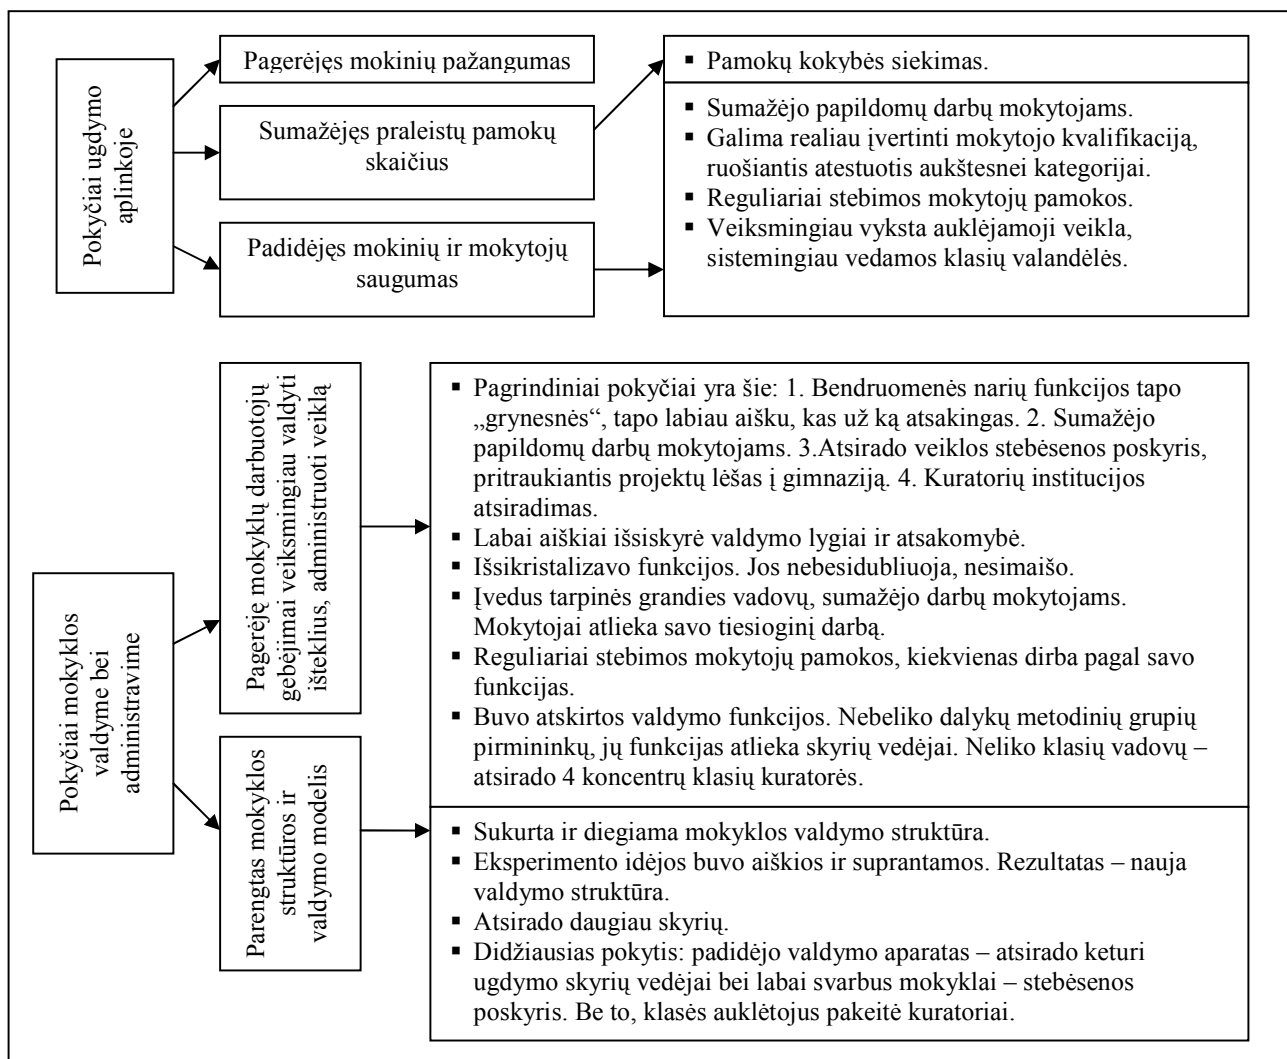 Pokyčiai ugdymo
aplinkoje
Pagerėjęs mokinių pažangumas
Sumažėjęs praleistų pamokų
skaičius
Padidėjęs mokinių ir mokytojų
saugumas
▪ Pamokų kokybės siekimas.
▪ Sumažėjo papildomų darbų mokytojams.
▪ Galima realiau įvertinti mokytojo kvalifikaciją,
ruošiantis atestuotis aukštesnei kategorijai.
▪ Reguliariai stebimos mokytojų pamokos.
▪ Veiksmingiau vyksta auklėjamoji veikla,
sistemingiau vedamos klasių valandėlės.
Pokyčiai mokyklos
valdyme bei
administravime
Pagerėję mokyklų darbuotojų
gebėjimai veiksmingiau valdyti
išteklius, administruoti veiklą
▪ Pagrindiniai pokyčiai yra šie: 1. Bendruomenės narių funkcijos tapo
„grynesnės“, tapo labiau aišku, kas už ką atsakingas. 2. Sumažėjo
papildomų darbų mokytojams. 3.Atsirado veiklos stebėsenos poskyris,
pritraukiantis projektų lėšas į gimnaziją. 4. Kuratorių institucijos
atsiradimas.
▪ Labai aiškiai išsiskyrė valdymo lygiai ir atsakomybė.
▪ Išsikristalizavo funkcijos. Jos nebesidubliuoja, nesimaišo.
▪ Įvedus tarpinės grandies vadovų, sumažėjo darbų mokytojams.
Mokytojai atlieka savo tiesioginį darbą.
▪ Reguliariai stebimos mokytojų pamokos, kiekvienas dirba pagal savo
funkcijas.
▪ Buvo atskirtos valdymo funkcijos. Nebeliko dalykų metodinių grupių
pirmininkų, jų funkcijas atlieka skyrių vedėjai. Neliko klasių vadovų –
atsirado 4 koncentrų klasių kuratorės.
Parengtas mokyklos
struktūros ir
valdymo modelis
▪ Sukurta ir diegiama mokyklos valdymo struktūra.
▪ Eksperimento idėjos buvo aiškios ir suprantamos. Rezultatas – nauja
valdymo struktūra.
▪ Atsirado daugiau skyrių.
▪ Didžiausias pokytis: padidėjo valdymo aparatas – atsirado keturi
ugdymo skyrių vedėjai bei labai svarbus mokyklai – stebėsenos
poskyris. Be to, klasės auklėtojus pakeitė kuratoriai.